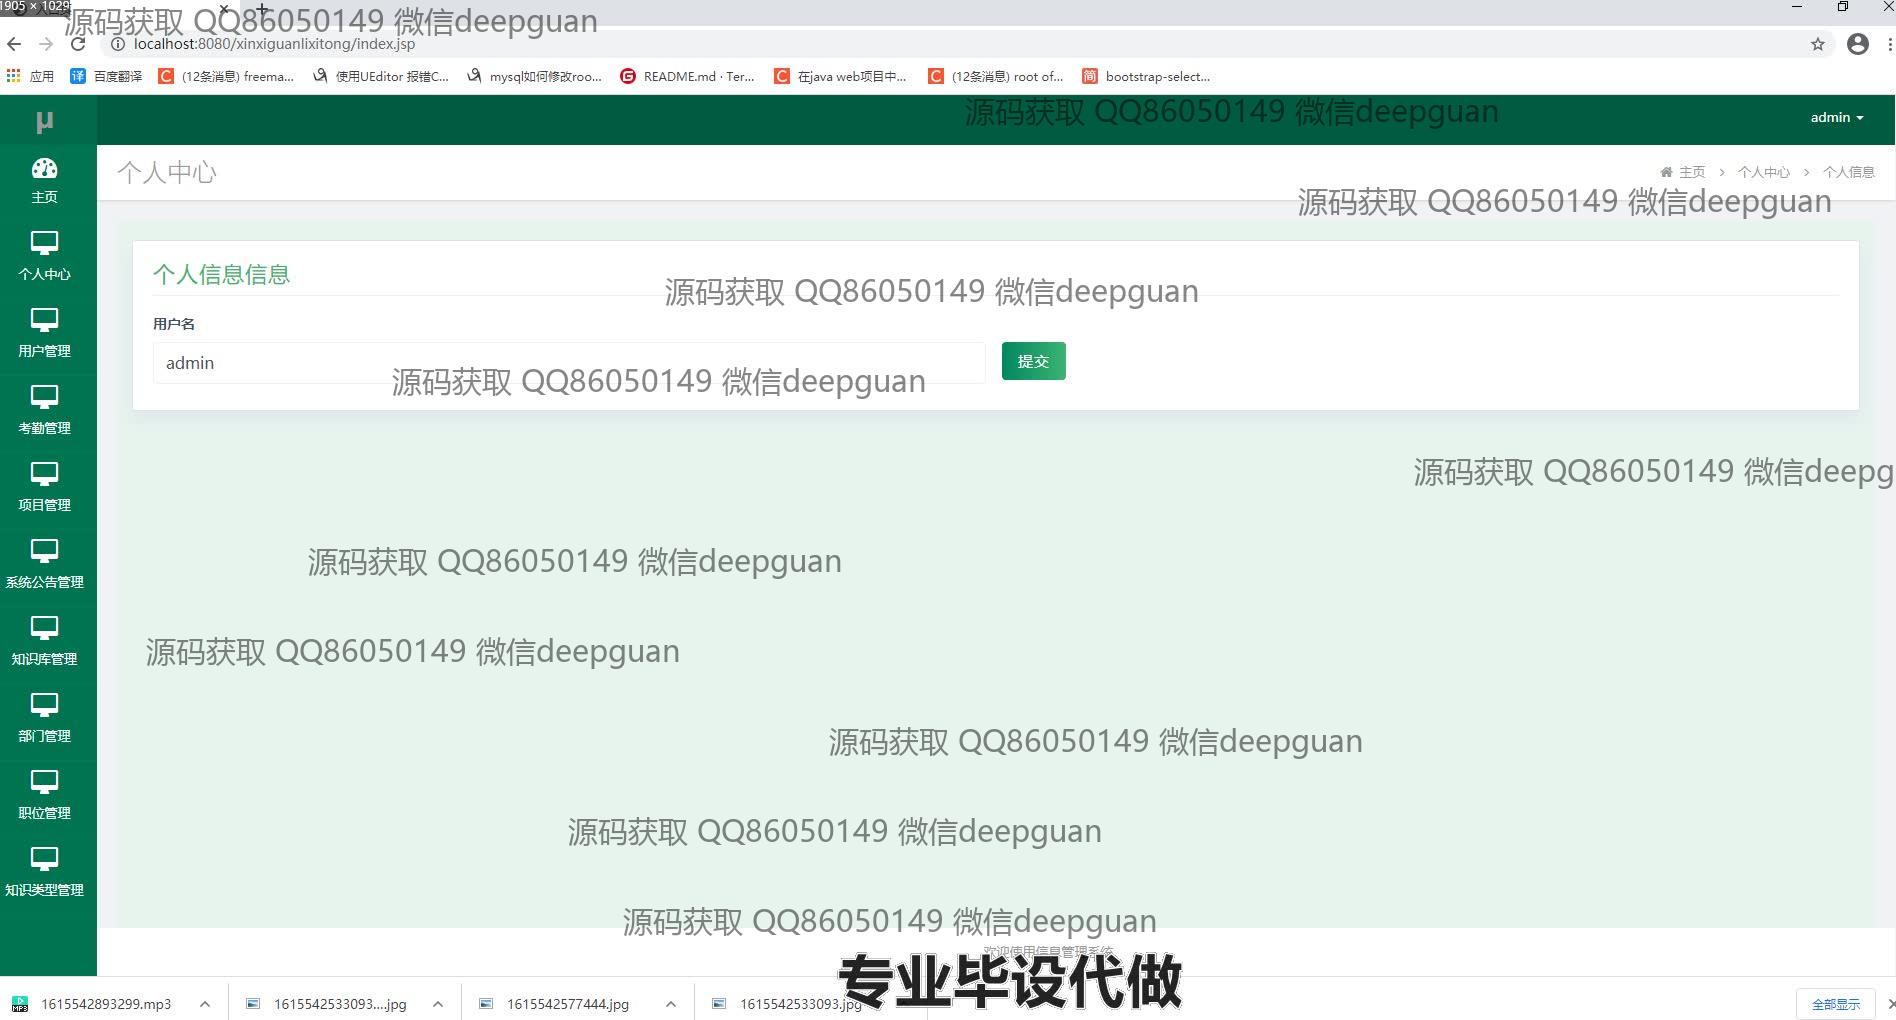 1905 × 1029
源码获取 QQ86050149 微信deepguan
localhost:8080/xinxiguanlixitong/index.jsp
应用 百度翻译 (12条消息) freema... 使用UEditor 报错C... mysql如何修改roo... README.md · Ter... 在java web项目中... (12条消息) root of... bootstrap-select...
源码获取 QQ86050149 微信deepguan
µ
admin
个人中心
主页 > 个人中心 > 个人信息
主页
源码获取 QQ86050149 微信deepguan
个人中心
个人信息信息
源码获取 QQ86050149 微信deepguan
用户名
用户管理
admin
提交
源码获取 QQ86050149 微信deepguan
考勤管理
源码获取 QQ86050149 微信deepg
项目管理
源码获取 QQ86050149 微信deepguan
系统公告管理
源码获取 QQ86050149 微信deepguan
知识库管理
部门管理
源码获取 QQ86050149 微信deepguan
职位管理
源码获取 QQ86050149 微信deepguan
知识类型管理
源码获取 QQ86050149 微信deepguan
欢迎使用信息管理系统
专业毕设代做
1615542893299.mp3 1615542533093....jpg 1615542577444.jpg 1615542533093.jpg 全部显示